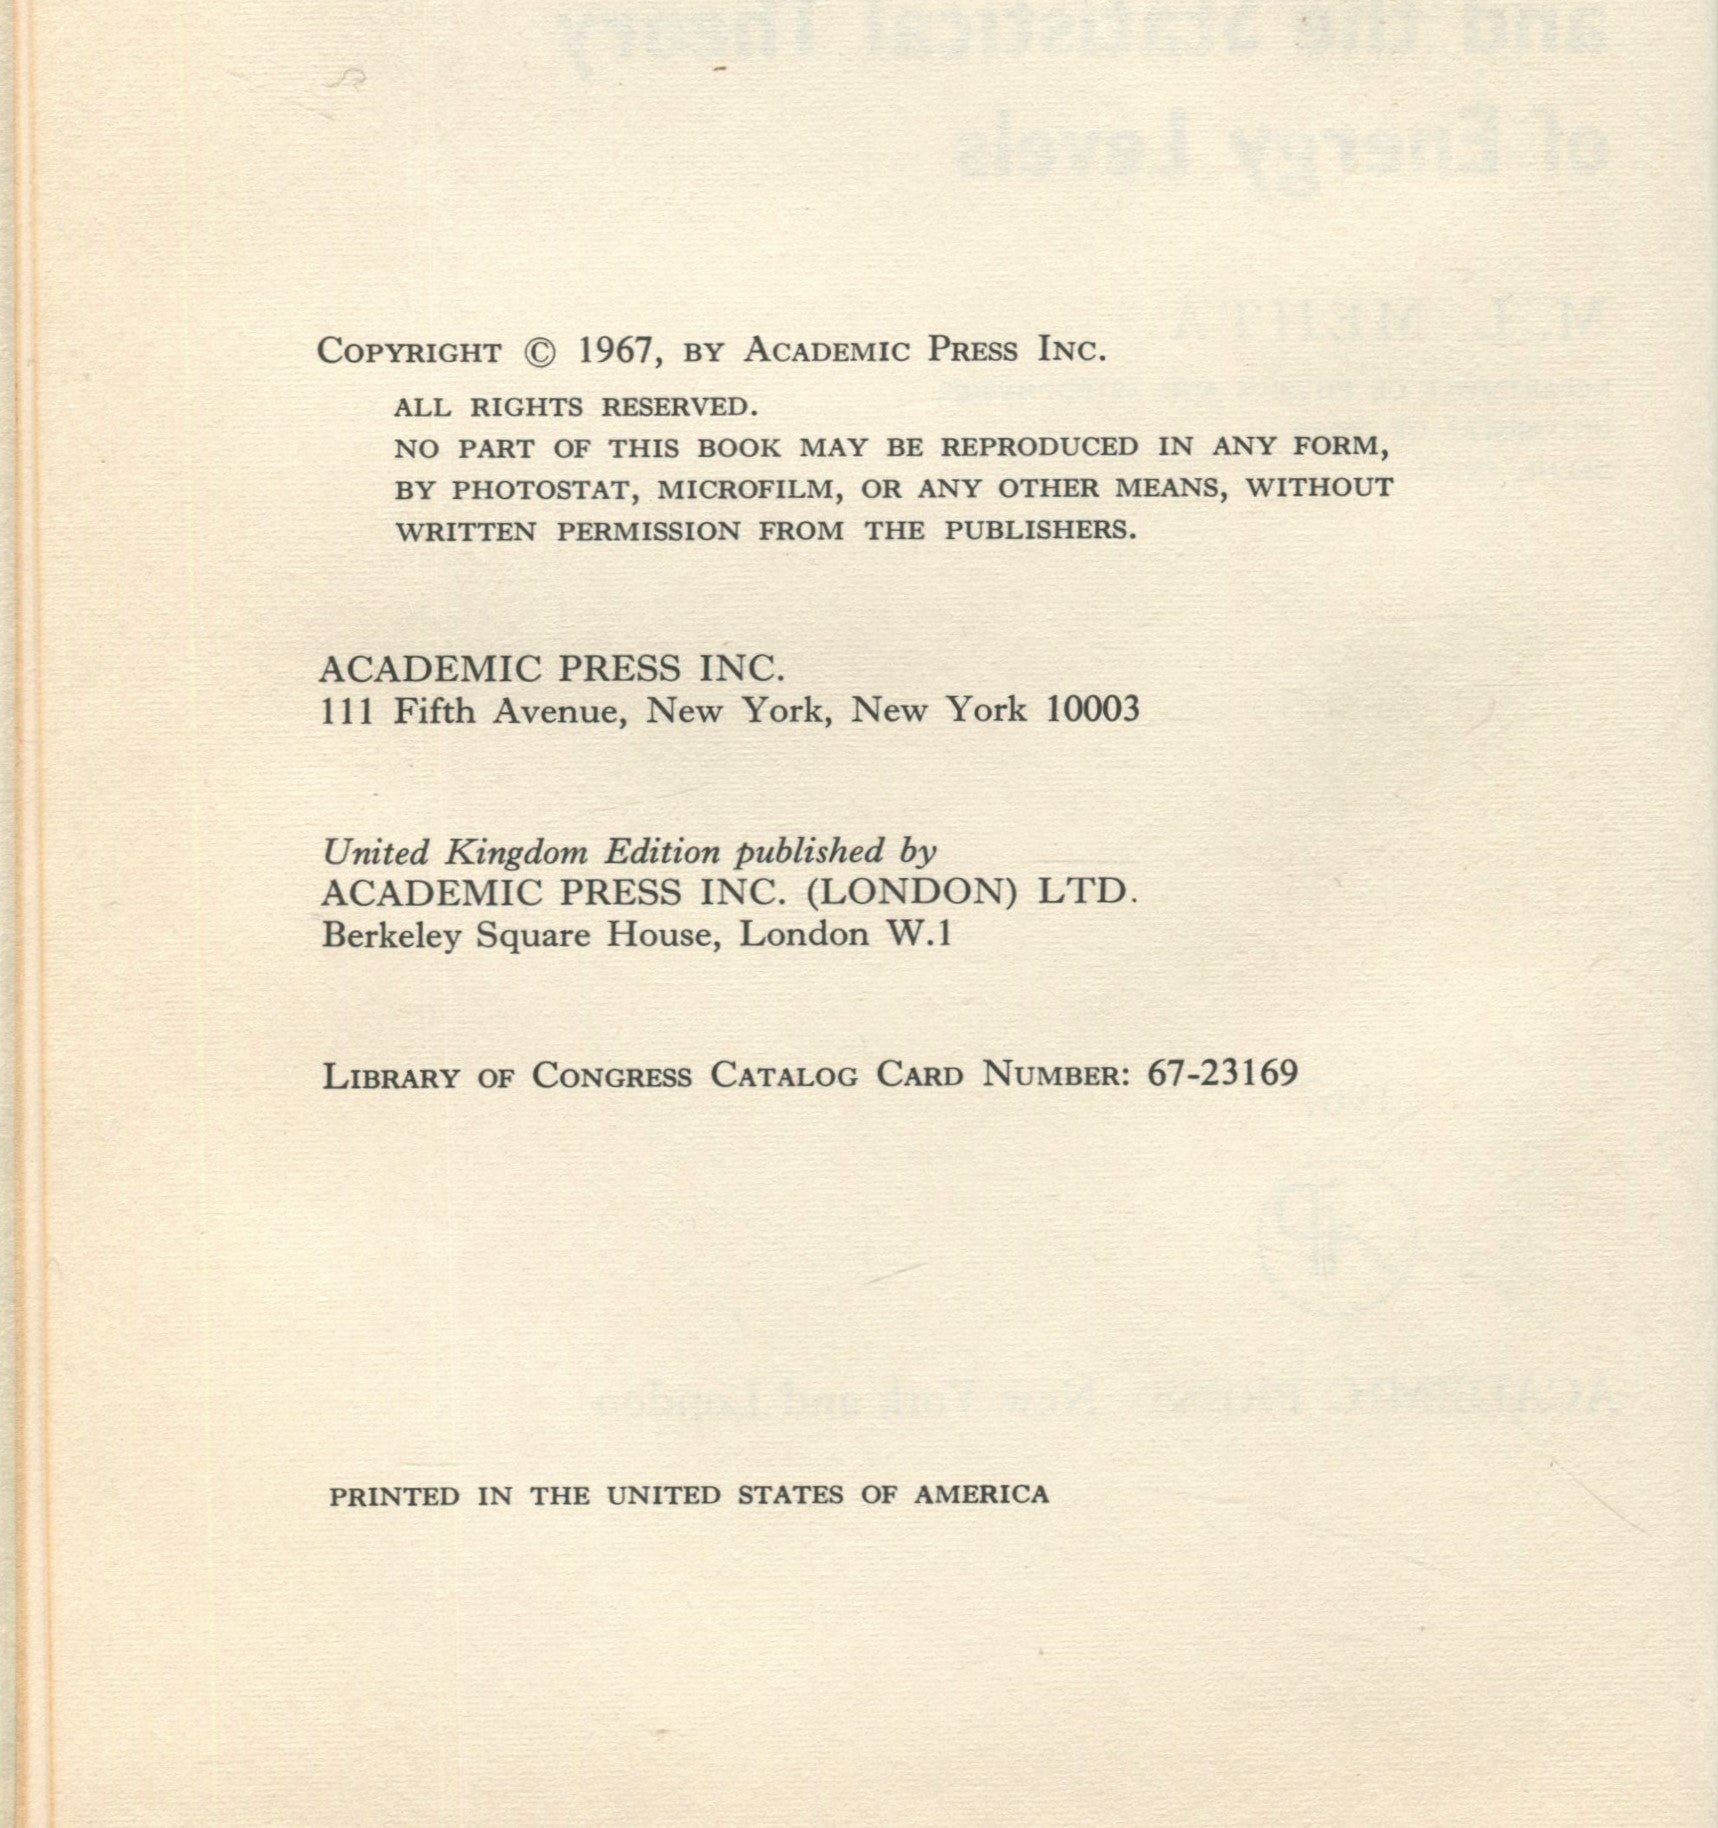 COPYRIGHT © 1967, BY ACADEMIC PRESS INC.
ALL RIGHTS RESERVED.
NO PART OF THIS BOOK MAY BE REPRODUCED IN ANY FORM,
BY PHOTOSTAT, MICROFILM, OR ANY OTHER MEANS, WITHOUT
WRITTEN PERMISSION FROM THE PUBLISHERS.
ACADEMIC PRESS INC.
111 Fifth Avenue, New York, New York 10003
United Kingdom Edition published by
ACADEMIC PRESS INC. (LONDON) LTD.
Berkeley Square House, London W.1
LIBRARY OF CONGRESS CATALOG CARD NUMBER: 67-23169
PRINTED IN THE UNITED STATES OF AMERICA